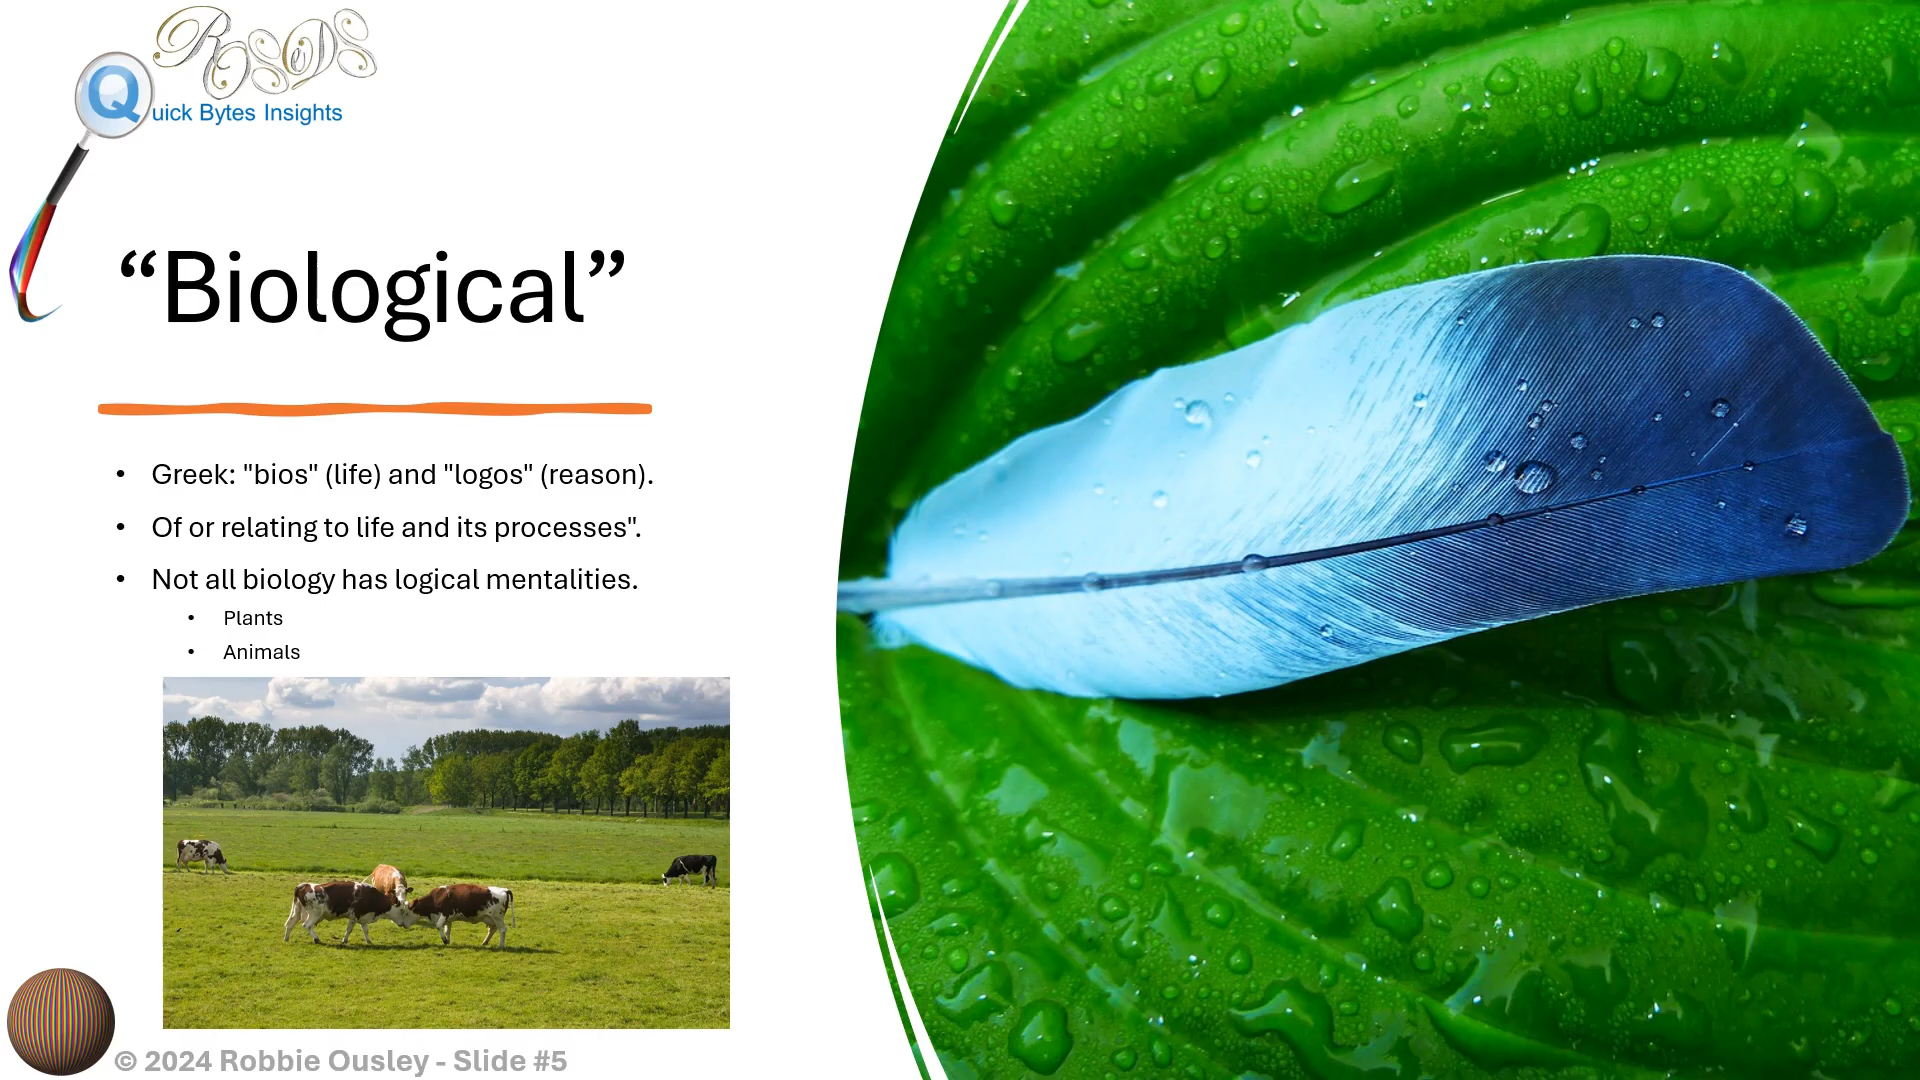 ROSeDS
Quick Bytes Insights
“Biological”
• Greek: "bios" (life) and "logos" (reason).
• Of or relating to life and its processes".
• Not all biology has logical mentalities.
• Plants
• Animals
© 2024 Robbie Ousley - Slide #5